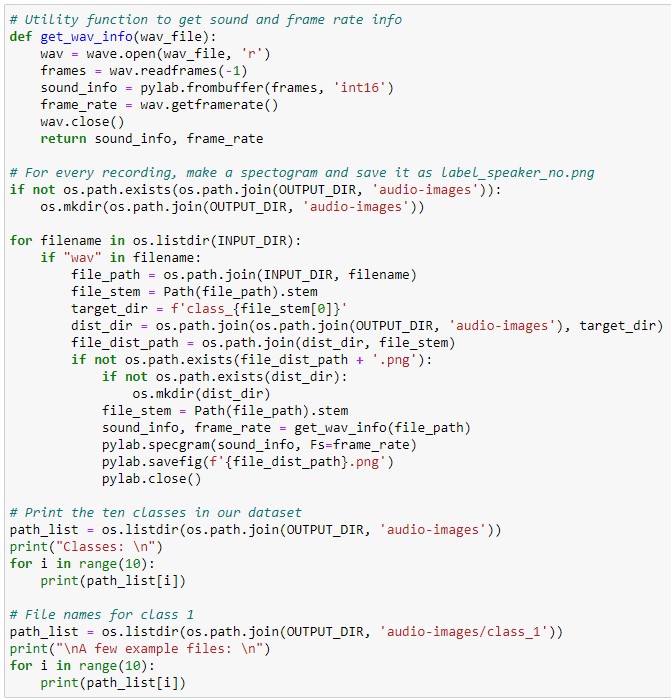 # Utility function to get sound and frame rate info
def get_wav_info(wav_file):
    wav = wave.open(wav_file, 'r')
    frames = wav.readframes(-1)
    sound_info = pylab.frombuffer(frames, 'int16')
    frame_rate = wav.getframerate()
    wav.close()
    return sound_info, frame_rate

# For every recording, make a spectogram and save it as label_speaker_no.png
if not os.path.exists(os.path.join(OUTPUT_DIR, 'audio-images')):
    os.mkdir(os.path.join(OUTPUT_DIR, 'audio-images'))

for filename in os.listdir(INPUT_DIR):
    if "wav" in filename:
        file_path = os.path.join(INPUT_DIR, filename)
        file_stem = Path(file_path).stem
        target_dir = f'class_{file_stem[0]}'
        dist_dir = os.path.join(os.path.join(OUTPUT_DIR, 'audio-images'), target_dir)
        file_dist_path = os.path.join(dist_dir, file_stem)
        if not os.path.exists(file_dist_path + '.png'):
            if not os.path.exists(dist_dir):
                os.mkdir(dist_dir)
            file_stem = Path(file_path).stem
            sound_info, frame_rate = get_wav_info(file_path)
            pylab.specgram(sound_info, Fs=frame_rate)
            pylab.savefig(f'{file_dist_path}.png')
            pylab.close()

# Print the ten classes in our dataset
path_list = os.listdir(os.path.join(OUTPUT_DIR, 'audio-images'))
print("Classes: \n")
for i in range(10):
    print(path_list[i])

# File names for class 1
path_list = os.listdir(os.path.join(OUTPUT_DIR, 'audio-images/class_1'))
print("\nA few example files: \n")
for i in range(10):
    print(path_list[i])